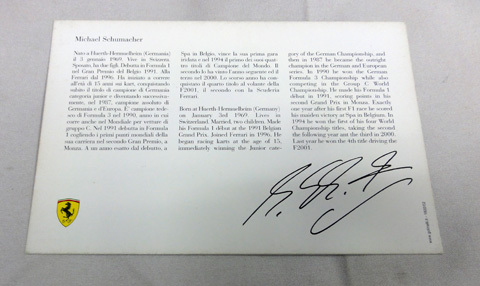 Michael Schumacher
Nato a Huerth-Hermuelheim (Germania)
il 3 gennaio 1969. Vive in Svizzera.
Sposato, ha due figli. Debutta in Formula 1
nel Gran Premio del Belgio 1991. Alla
Ferrari dal 1996. Ha iniziato a correre
all'età di 15 anni sui kart, conquistando
subito il titolo di campione di Germania
categoria junior e diventando successiva-
mente, nel 1987, campione assoluto di
Germania e d'Europa. E' campione tede-
sco di Formula 3 nel 1990, anno in cui
corre anche nel Mondiale per vetture di
gruppo C. Nel 1991 debutta in Formula
1 cogliendo i primi punti mondiali della
sua carriera nel secondo Gran Premio, a
Monza. A un anno esatto dal debutto, a
Spa in Belgio, vince la sua prima gara
iridata e nel 1994 il primo dei suoi quat-
tro titoli di Campione del Mondo. Il
secondo lo ha vinto l'anno seguente ed il
terzo nel 2000. Lo scorso anno ha con-
quistato il quarto titolo al volante della
F2001, il secondo con la Scuderia
Ferrari.
Born at Huerth-Hermuelheim (Germany)
on January 3rd 1969. Lives in
Switzerland. Married, two children. Made
his Formula 1 debut at the 1991 Belgian
Grand Prix. Joined Ferrari in 1996. He
began racing karts at the age of 15,
immediately winning the Junior cate-
gory of the German Championship, and
then in 1987 he became the outright
champion of the German and European
series. In 1990 he won the German
Formula 3 Championship while also
competing in the Group C World
Championship. He made his Formula 1
debut in 1991, scoring points in his
second Grand Prix in Monza. Exactly
one year after his first F1 race he scored
his maiden victory at Spa in Belgium. In
1994 he won the first of his four World
Championship titles, taking the second
the following year and the third in 2000.
Last year he won the 4th title driving the
F2001.